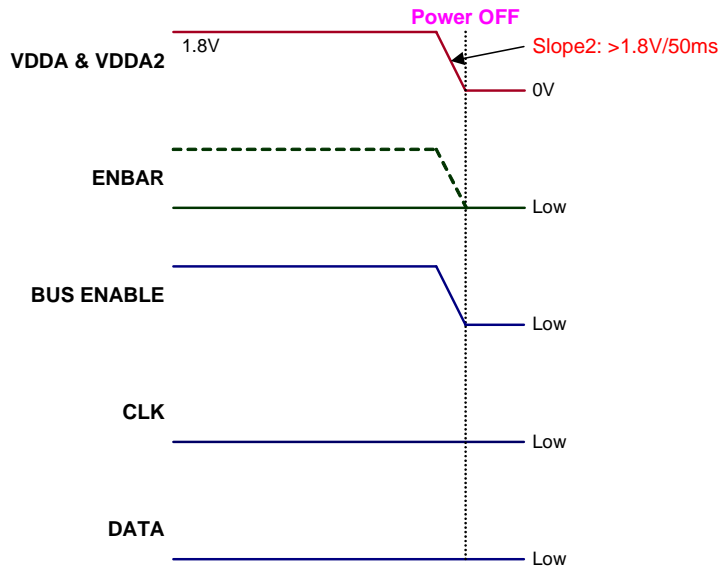 Power OFF
1.8V
Slope2: >1.8V/50ms
VDDA & VDDA2
0V
ENBAR
Low
BUS ENABLE
Low
CLK
Low
DATA
Low